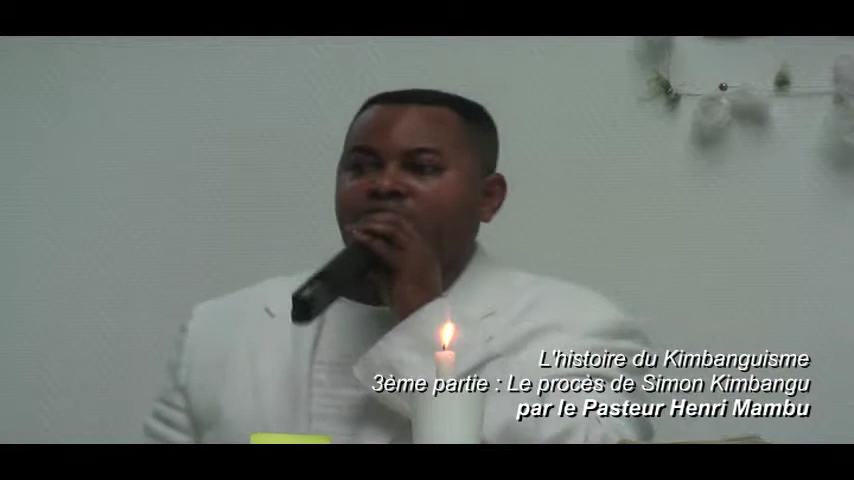 L'histoire du Kimbanguisme
3ème partie : Le procès de Simon Kimbangu
par le Pasteur Henri Mambu